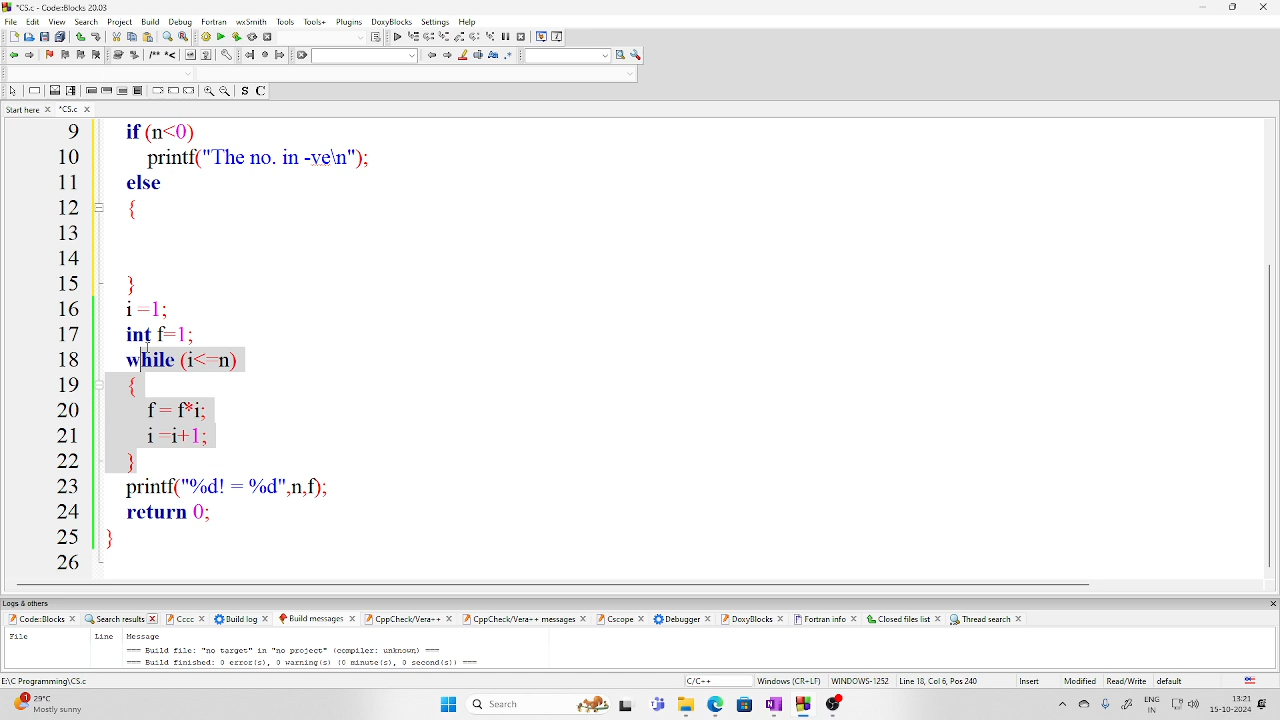 *CS.c - Code::Blocks 20.03
File Edit View Search Project Build Debug Fortran wxSmith Tools Tools+ Plugins DoxyBlocks Settings Help
Start here *CS.c
9 if (n<0)
10 printf("The no. in -ve\n");
11 else
12 {
13
14
15 }
16 i =1;
17 int f=1;
18 while (i<=n)
19 {
20 f = f*i;
21 i =i+1;
22 }
23 printf("%d! = %d",n,f);
24 return 0;
25 }
26
Logs & others
Code::Blocks Search results Cccc Build log Build messages CppCheck/Vera++ CppCheck/Vera++ messages Cscope Debugger DoxyBlocks Fortran info Closed files list Thread search
File Line Message
=== Build file: "no target" in "no project" (compiler: unknown) ===
=== Build finished: 0 error(s), 0 warning(s) (0 minute(s), 0 second(s)) ===
E:\C Programming\CS.c C/C++ Windows (CR+LF) WINDOWS-1252 Line 18, Col 6, Pos 240 Insert Modified Read/Write default
29°C
Mostly sunny
Search
ENG
IN
13:21
15-10-2024